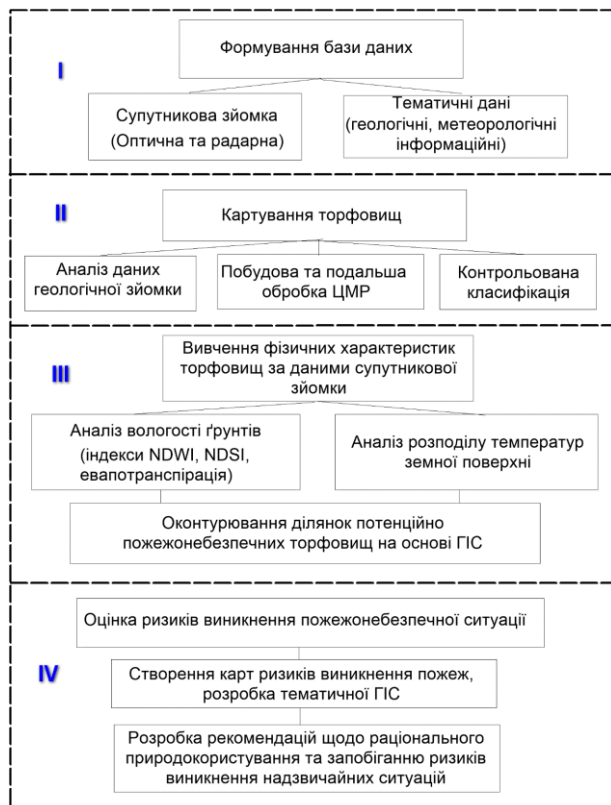 I
Формування бази даних
Супутникова зйомка
(Оптична та радарна)
Тематичні дані
(геологічні, метеорологічні
інформаційні)
II
Картування торфовищ
Аналіз даних
геологічної зйомки
Побудова та подальша
обробка ЦМР
Контрольована
класифікація
III
Вивчення фізичних характеристик
торфовищ за даними супутникової
зйомки
Аналіз вологості ґрунтів
(індекси NDWI, NDSI,
евапотранспірація)
Аналіз розподілу температур
земної поверхні
Оконтурювання ділянок потенційно
пожежонебезпечних торфовищ на основі ГІС
IV
Оцінка ризиків виникнення пожежонебезпечної ситуації
Створення карт ризиків виникнення пожеж,
розробка тематичної ГІС
Розробка рекомендацій щодо раціонального
природокористування та запобіганню ризиків
виникнення надзвичайних ситуацій